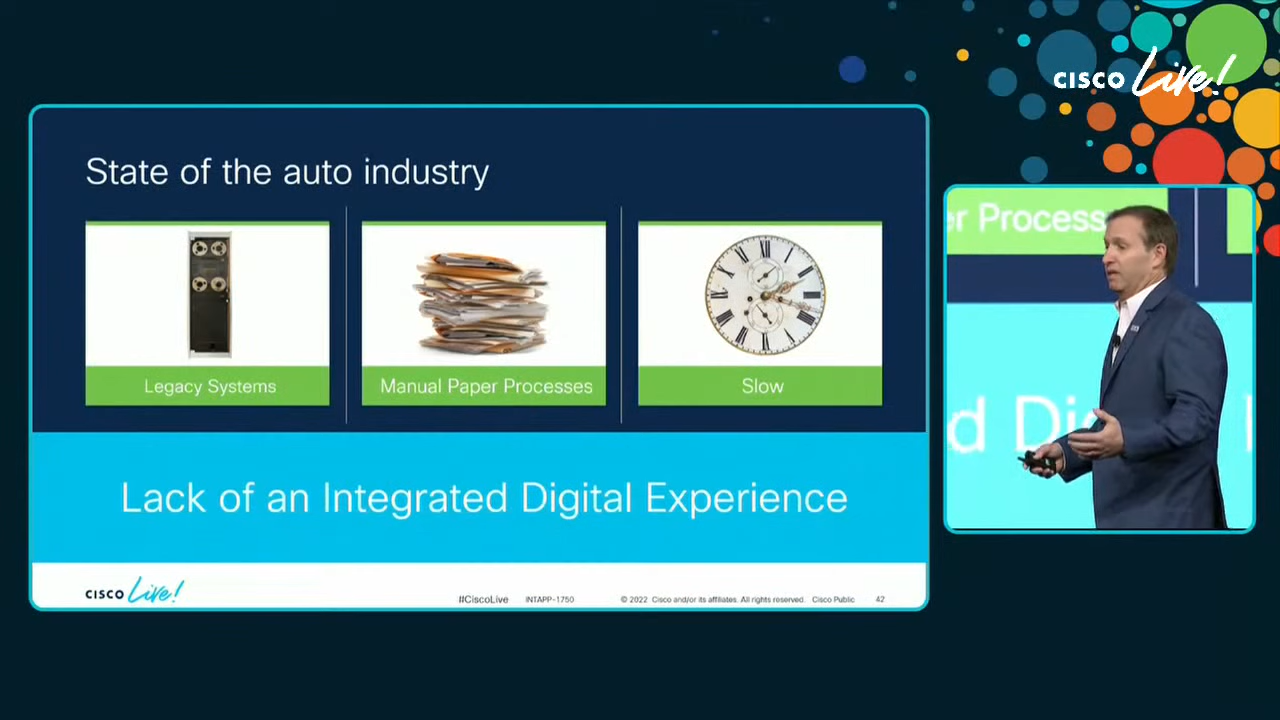 CISCO Live!
State of the auto industry
Legacy Systems
Manual Paper Processes
Slow
Lack of an Integrated Digital Experience
CISCO Live!
#CiscoLive
INTAPP-1750
© 2022 Cisco and/or its affiliates. All rights reserved. Cisco Public
42
er Process
d Di